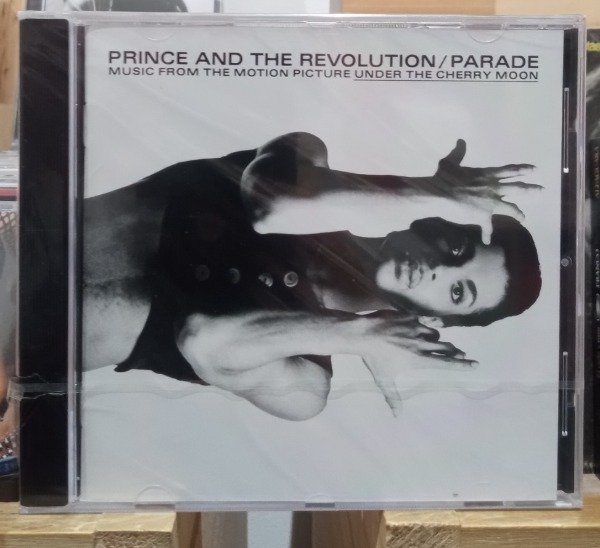 PRINCE AND THE REVOLUTION/PARADE
MUSIC FROM THE MOTION PICTURE UNDER THE CHERRY MOON